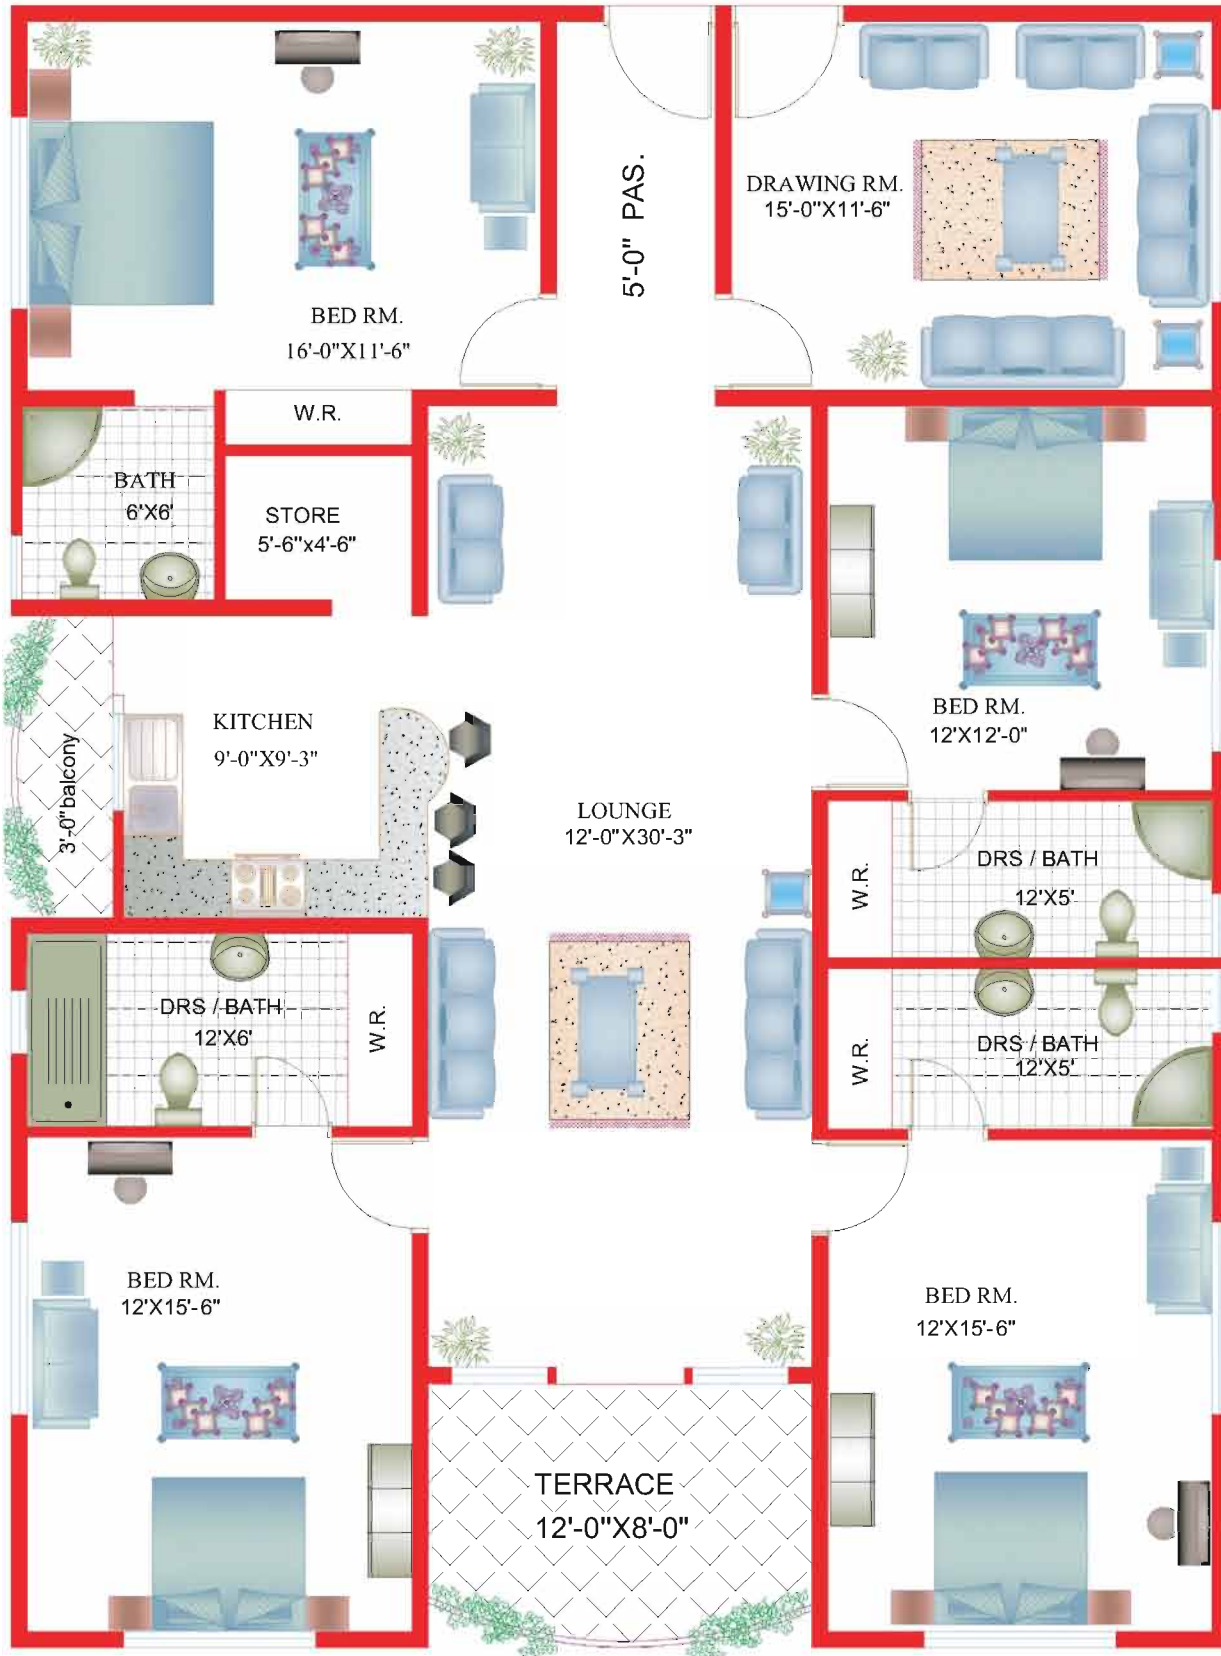 5'-0" PAS.
DRAWING RM.
15'-0"X11'-6"
BED RM.
16'-0"X11'-6"
W.R.
BATH
6'X6'
STORE
5'-6"x4'-6"
KITCHEN
9'-0"X9'-3"
3'-0"balcony
BED RM.
12'X12'-0"
LOUNGE
12'-0"X30'-3"
W.R.
DRS / BATH
12'X5'
DRS / BATH
12'X6'
W.R.
W.R.
DRS / BATH
12'X5'
BED RM.
12'X15'-6"
BED RM.
12'X15'-6"
TERRACE
12'-0"X8'-0"